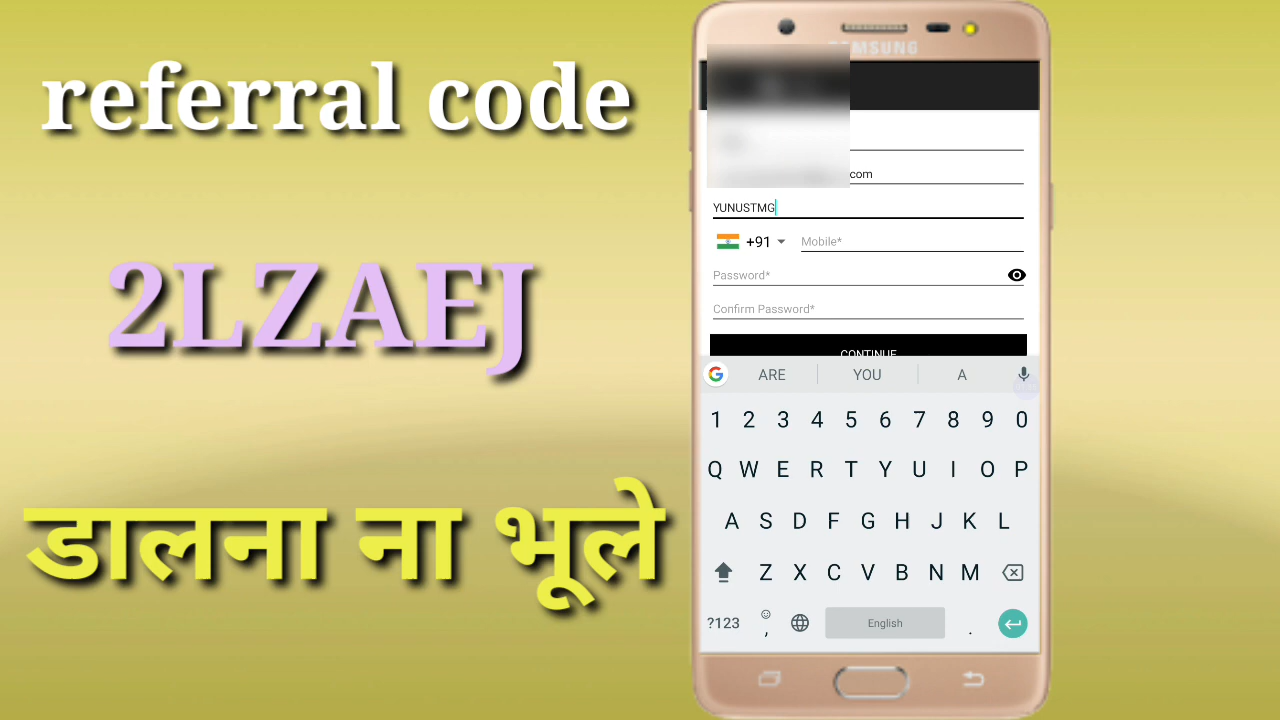 referral code
2LZAEJ
डालना ना भूले
com
YUNUSTMG
+91 Mobile*
Password*
Confirm Password*
CONTINUE
ARE YOU A
1 2 3 4 5 6 7 8 9 0
Q W E R T Y U I O P
A S D F G H J K L
Z X C V B N M
?123 , English .